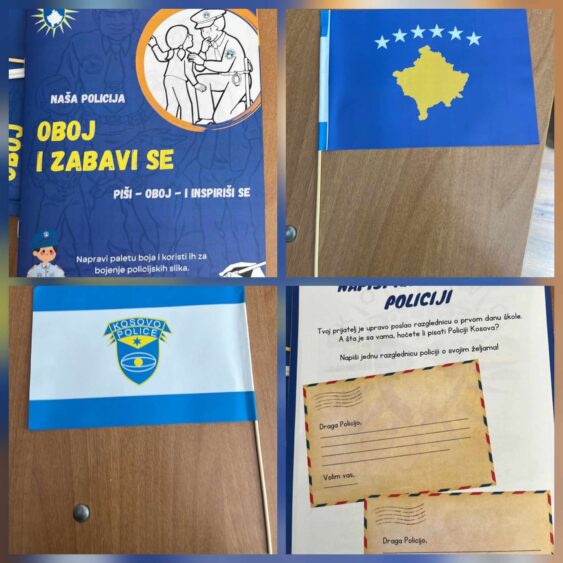 NAŠA POLICIJA
OBOJ
I ZABAVI SE
PIŠI – OBOJ – I INSPIRIŠI SE
Napravi paletu boja i koristi ih za
bojenje policijskih slika.
OBOJ
KOSOVO
POLICE
POLICIJI
Tvoj prijatelj je upravo poslao razglednicu o prvom danu škole.
A šta je sa vama, hoćete li pisati Policiji Kosova?
Napiši jednu razglednicu policiji o svojim željama!
Draga Policijo,
Volim vas,
Draga Policijo,